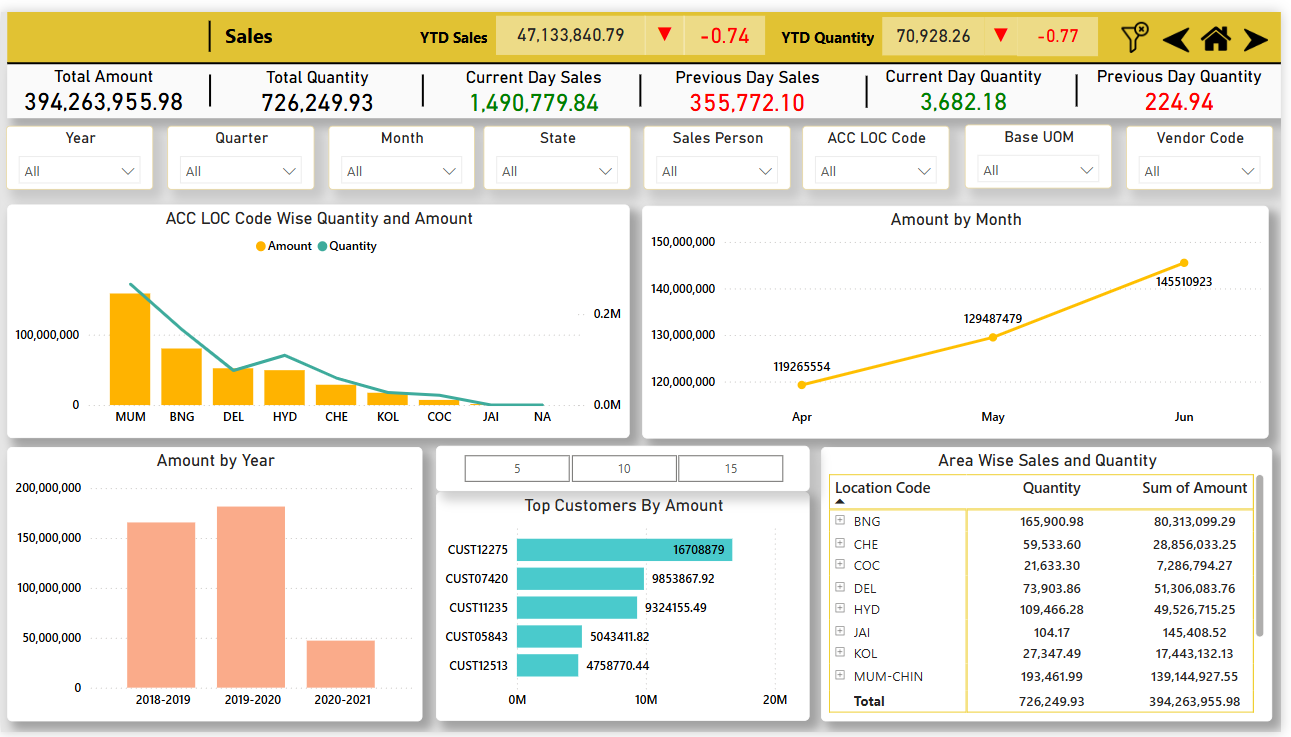 Sales
YTD Sales 47,133,840.79 -0.74 YTD Quantity 70,928.26 -0.77
Total Amount Total Quantity Current Day Sales Previous Day Sales Current Day Quantity Previous Day Quantity
394,263,955.98 726,249.93 1,490,779.84 355,772.10 3,682.18 224.94
Year Quarter Month State Sales Person ACC LOC Code Base UOM Vendor Code
All All All All All All All All
ACC LOC Code Wise Quantity and Amount
Amount Quantity
100,000,000
0
0.2M
0.0M
MUM BNG DEL HYD CHE KOL COC JAI NA
Amount by Month
150,000,000
140,000,000
130,000,000
120,000,000
119265554
129487479
145510923
Apr May Jun
Amount by Year
200,000,000
150,000,000
100,000,000
50,000,000
0
2018-2019 2019-2020 2020-2021
5 10 15
Top Customers By Amount
CUST12275 16708879
CUST07420 9853867.92
CUST11235 9324155.49
CUST05843 5043411.82
CUST12513 4758770.44
0M 10M 20M
Area Wise Sales and Quantity
Location Code Quantity Sum of Amount
BNG 165,900.98 80,313,099.29
CHE 59,533.60 28,856,033.25
COC 21,633.30 7,286,794.27
DEL 73,903.86 51,306,083.76
HYD 109,466.28 49,526,715.25
JAI 104.17 145,408.52
KOL 27,347.49 17,443,132.13
MUM-CHIN 193,461.99 139,144,927.55
Total 726,249.93 394,263,955.98